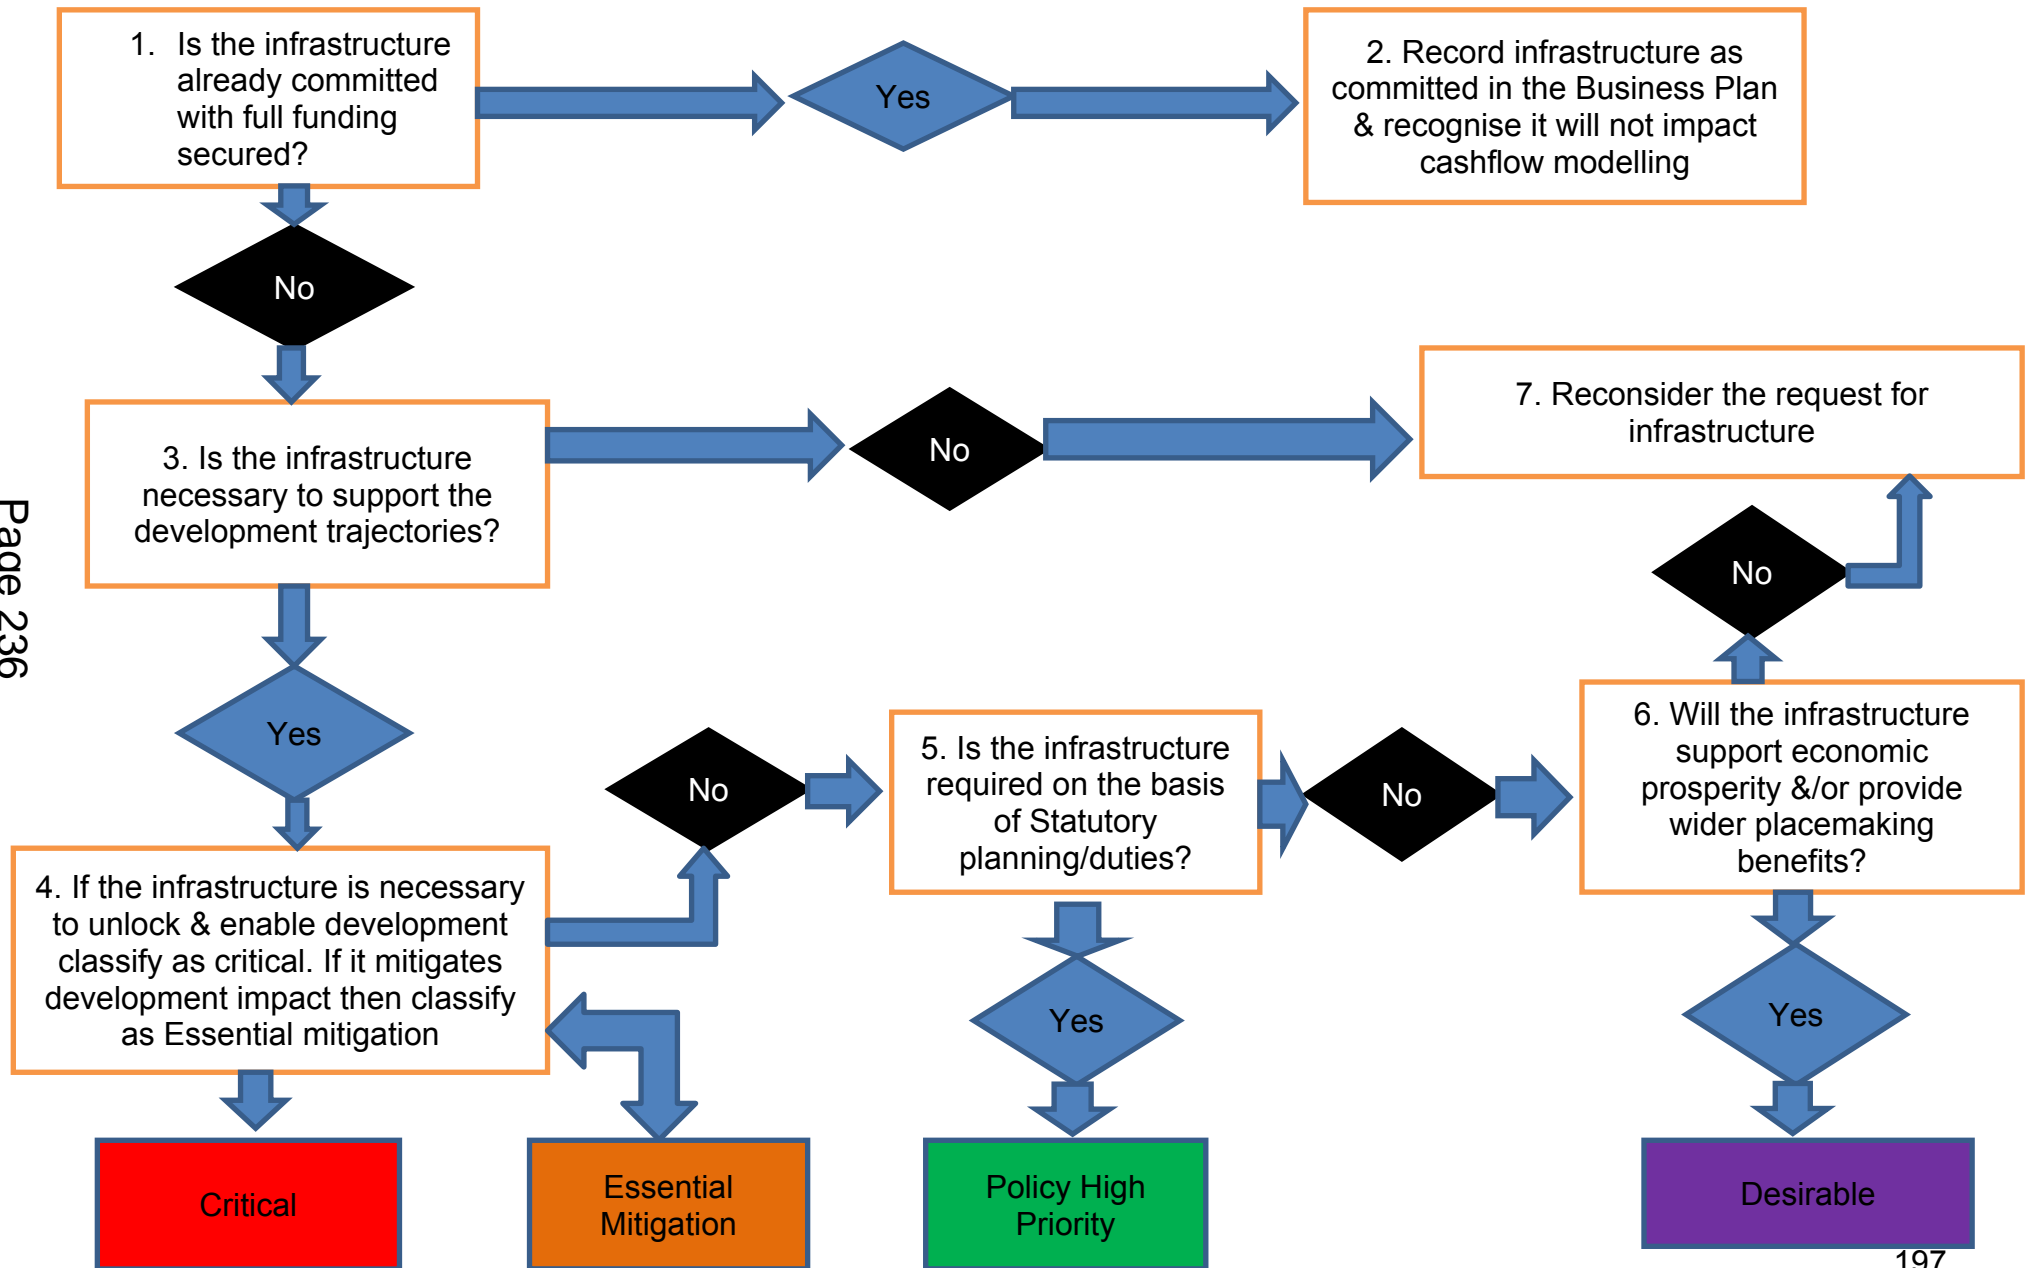 1. Is the infrastructure
already committed
with full funding
secured?
Yes
2. Record infrastructure as
committed in the Business Plan
& recognise it will not impact
cashflow modelling
No
3. Is the infrastructure
necessary to support the
development trajectories?
No
7. Reconsider the request for
infrastructure
No
Page 236
Yes
No
5. Is the infrastructure
required on the basis
of Statutory
planning/duties?
No
6. Will the infrastructure
support economic
prosperity &/or provide
wider placemaking
benefits?
4. If the infrastructure is necessary
to unlock & enable development
classify as critical. If it mitigates
development impact then classify
as Essential mitigation
Yes
Yes
Critical
Essential
Mitigation
Policy High
Priority
Desirable
197